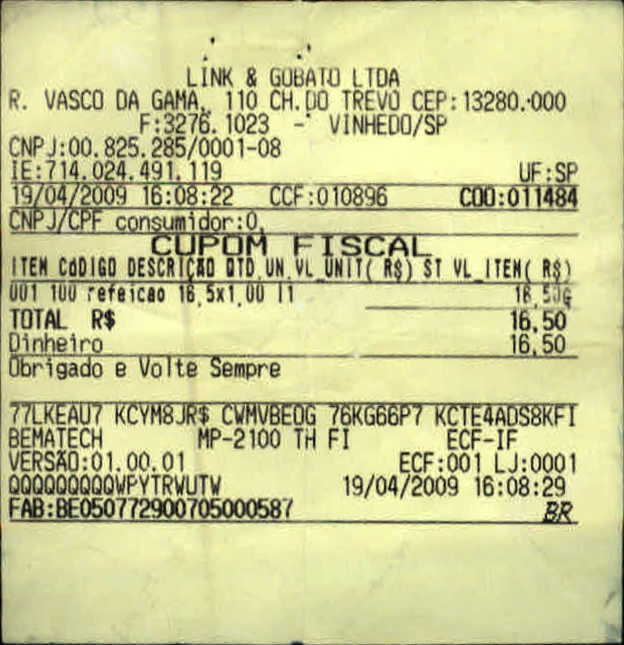 LINK & GOBATO LTDA
R. VASCO DA GAMA, 110 CH.DO TREVO CEP:13280.-000
F:3276.1023 - VINHEDO/SP
CNPJ:00.825.285/0001-08
IE:714.024.491.119 UF:SP
19/04/2009 16:08:22 CCF:010896 COO:011484
CNPJ/CPF consumidor:0,
CUPOM FISCAL
ITEM CÓDIGO DESCRIÇÃO QTD.UN.VL_UNIT( R$) ST VL_ITEM( R$)
001 100 refeicao 16,5x1,00 I1 16,50G
TOTAL R$ 16,50
Dinheiro 16,50
Obrigado e Volte Sempre
77LKEAU7 KCYM8JR$ CWMVBEOG 76KG66P7 KCTE4ADS8KFI
BEMATECH MP-2100 TH FI ECF-IF
VERSÃO:01.00.01 ECF:001 LJ:0001
QQQQQQQQQWPYTRWUTW 19/04/2009 16:08:29
FAB:BE050772900705000587 BR